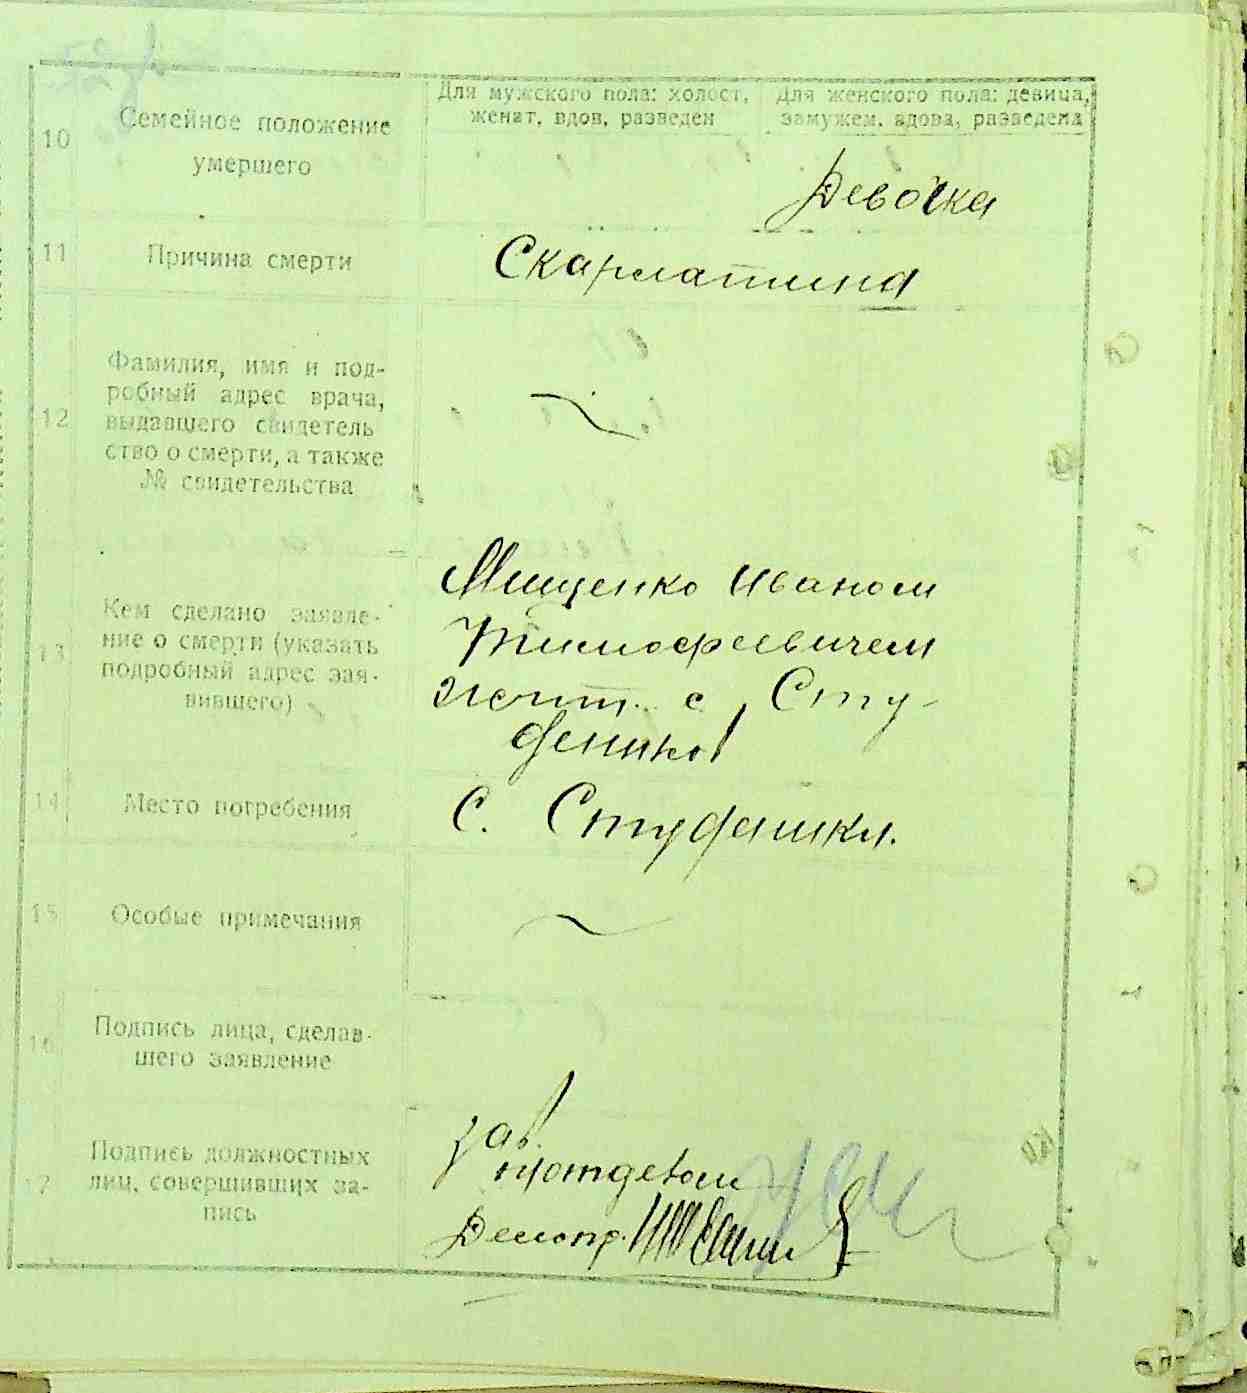 10
Семейное положение
умершего
Для мужского пола: холост,
женат, вдов, разведен
Для женского пола: девица,
замужем, вдова, разведена
Девочка
11
Причина смерти
Скарлатина
12
Фамилия, имя и под-
робный адрес врача,
выдавшего свидетель
ство о смерти, а также
№ свидетельства
13
Кем сделано заявле-
ние о смерти (указать
подробный адрес зая-
вившего)
Мищенко Иваном
Тимофеевичем
жит. с Сту-
деники
14
Место погребения
С. Студеники.
15
Особые примечания
16
Подпись лица, сделав-
шего заявление
17
Подпись должностных
лиц, совершивших за-
пись
Зав.
Делопр.